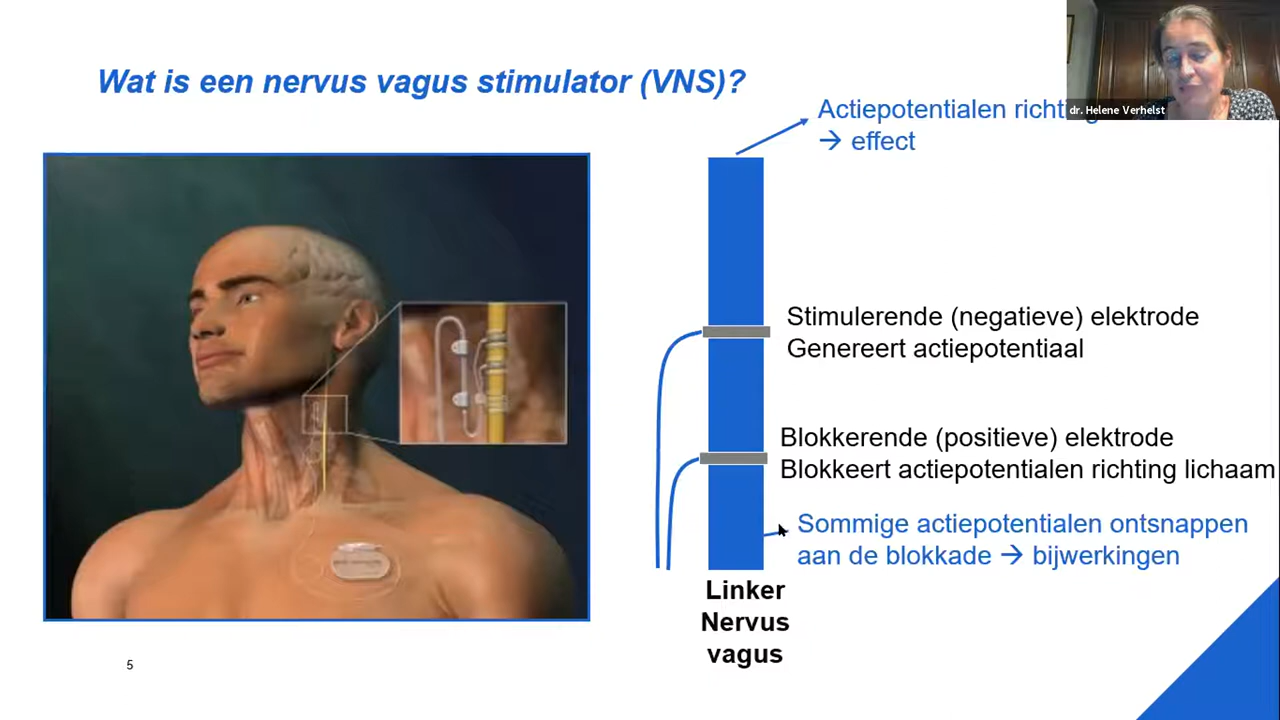 Wat is een nervus vagus stimulator (VNS)?
dr. Helene Verhelst
Actiepotentialen richting
→ effect
Stimulerende (negatieve) elektrode
Genereert actiepotentiaal
Blokkerende (positieve) elektrode
Blokkeert actiepotentialen richting lichaam
Sommige actiepotentialen ontsnappen
aan de blokkade → bijwerkingen
Linker
Nervus
vagus
5